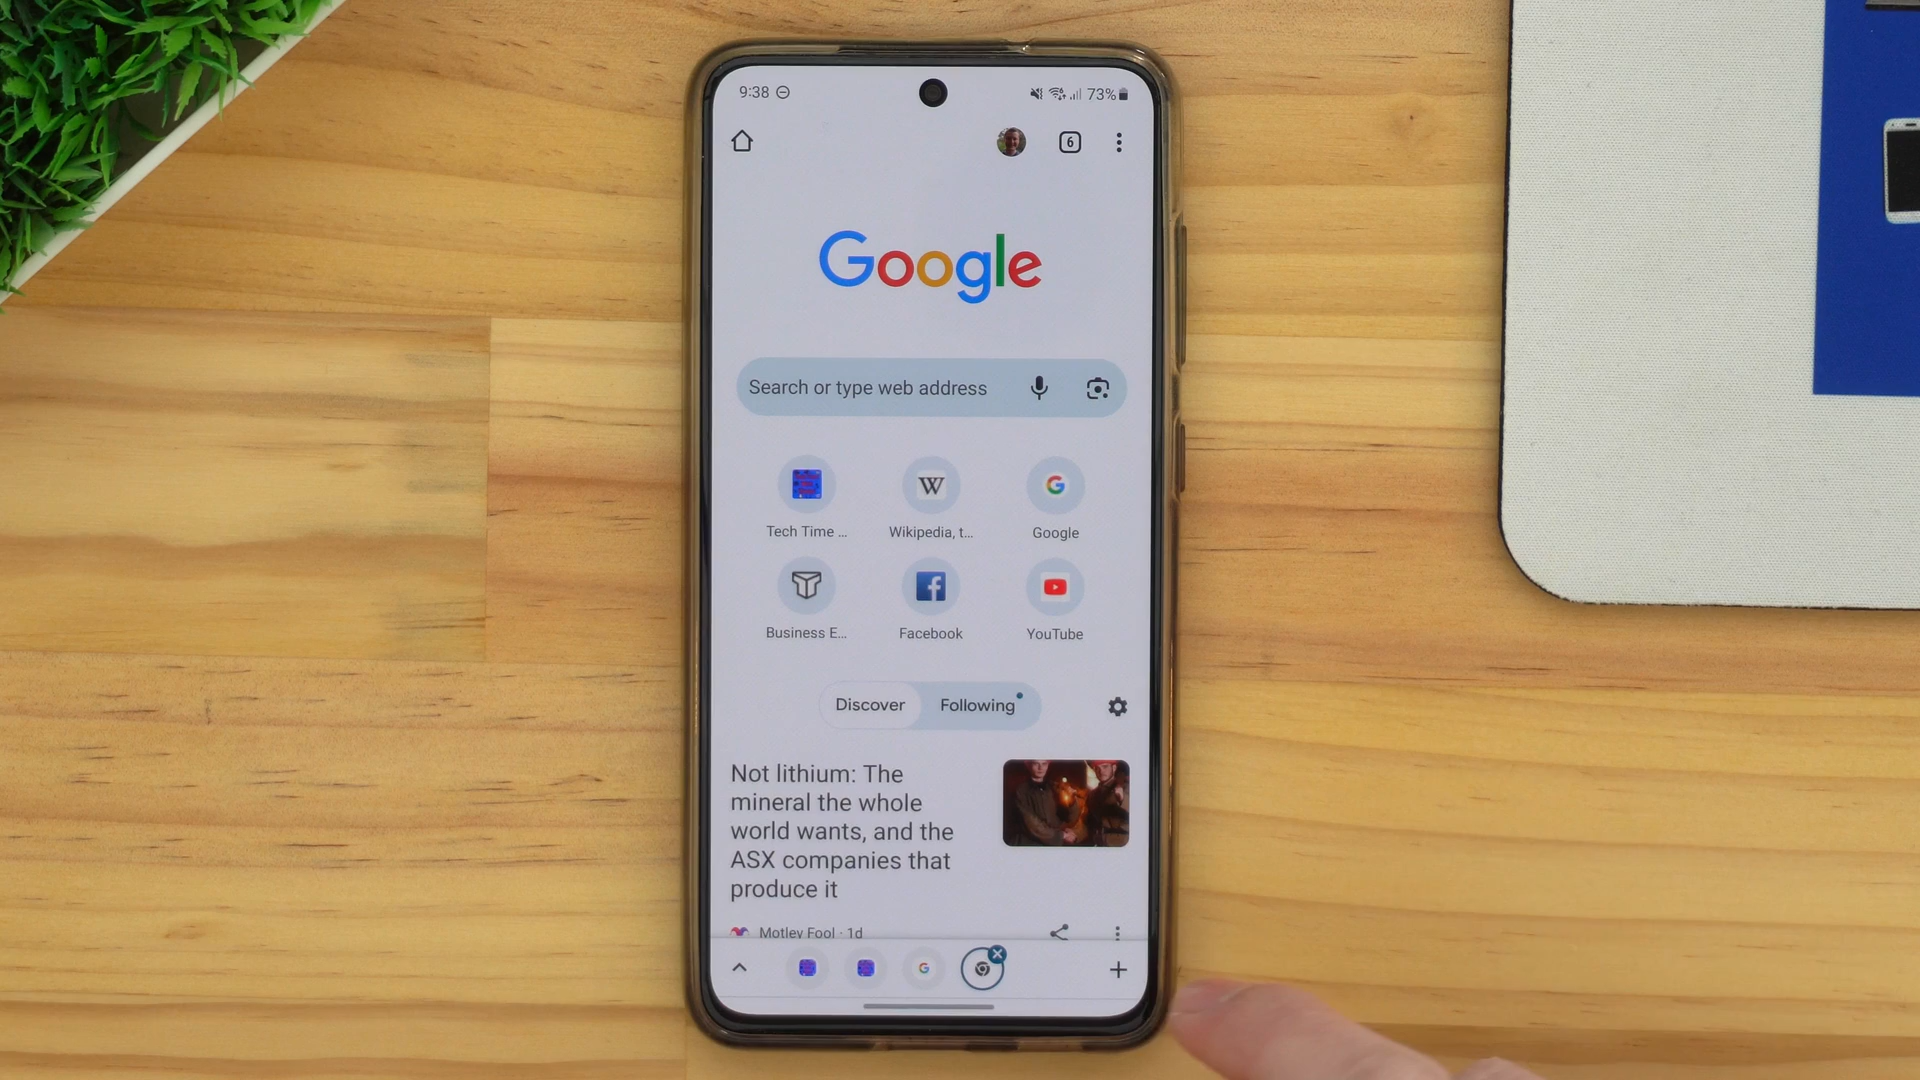 9:38
73%
6
Google
Search or type web address
Tech Time ...
Wikipedia, t...
Google
Business E...
Facebook
YouTube
Discover
Following
Not lithium: The
mineral the whole
world wants, and the
ASX companies that
produce it
Motley Fool · 1d